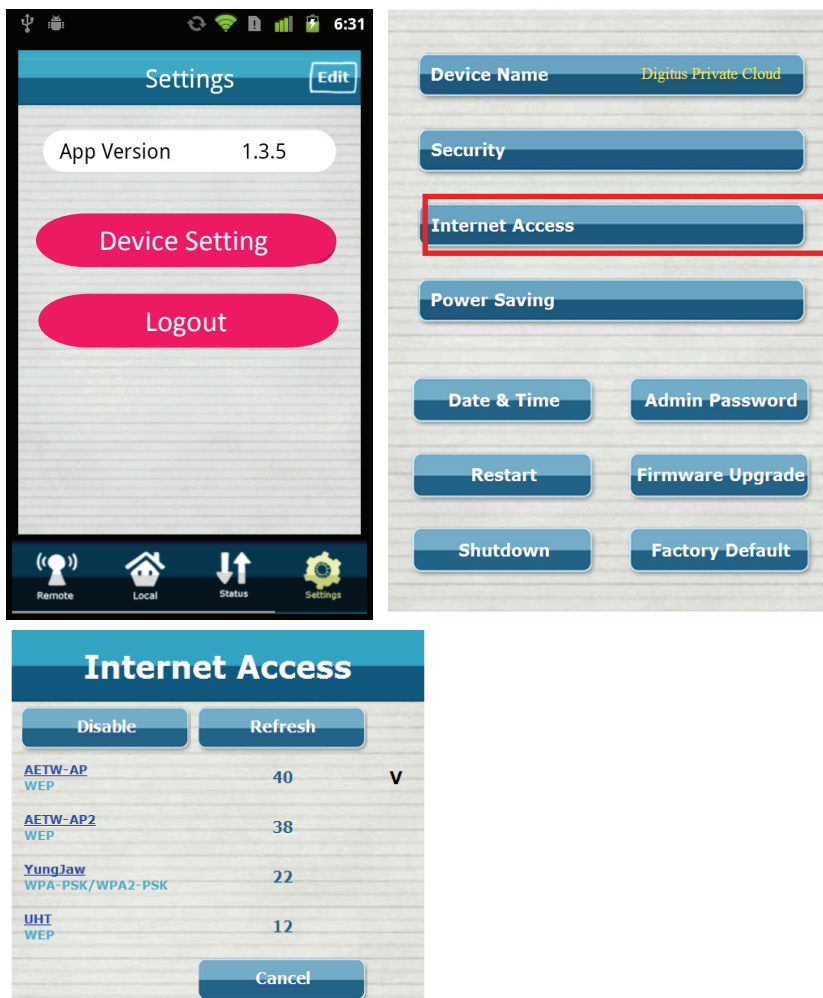 6:31
Settings
Edit
App Version 1.3.5
Device Setting
Logout
Remote Local Status Settings
Device Name Digitus Private Cloud
Security
Internet Access
Power Saving
Date & Time Admin Password
Restart Firmware Upgrade
Shutdown Factory Default
Internet Access
Disable Refresh
AETW-AP 40 V
WEP
AETW-AP2 38
WEP
YungJaw 22
WPA-PSK/WPA2-PSK
UHT 12
WEP
Cancel